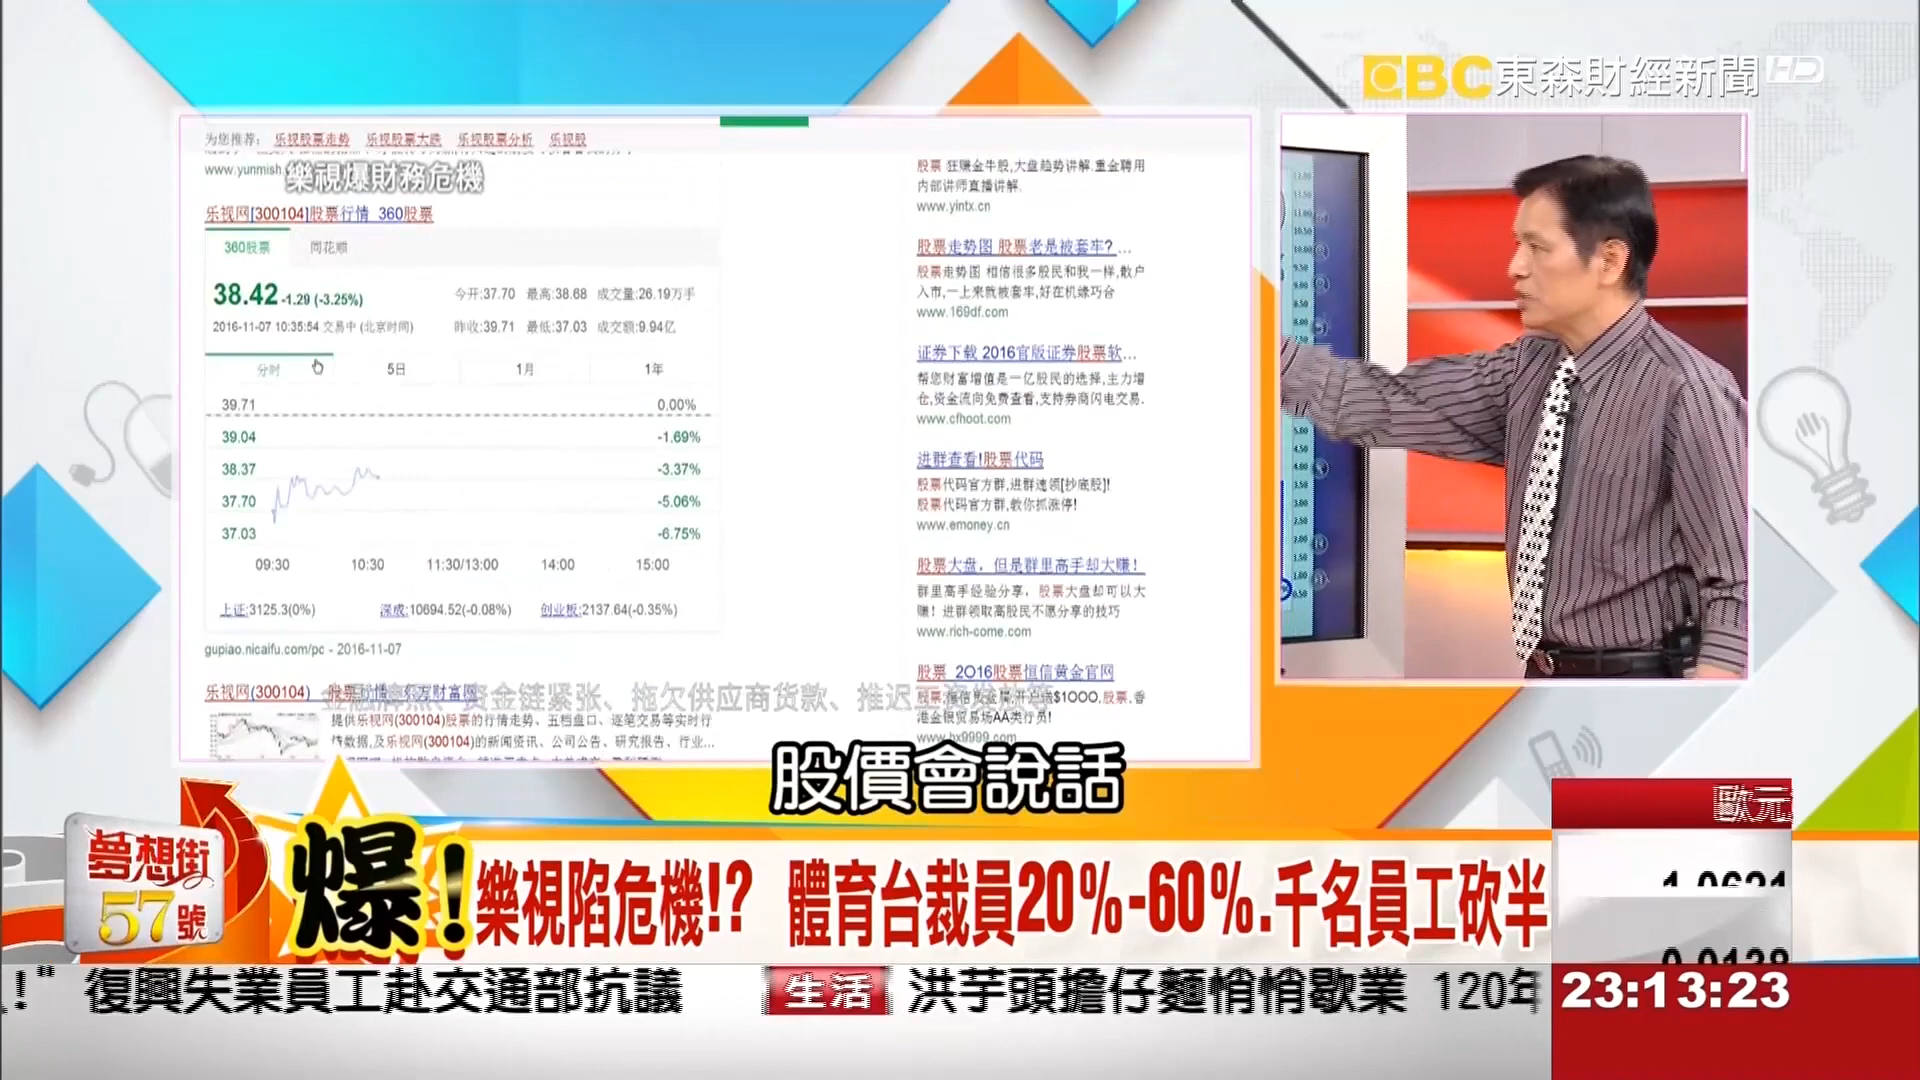 EBC東森財經新聞HD
为您推荐: 乐视股票走势 乐视股票大跌 乐视股票分析 乐视股
www.yunmish.
樂視爆財務危機
乐视网[300104]股票行情_360股票
360股票 同花顺
38.42 -1.29 (-3.25%)
今开:37.70 最高:38.68 成交量:26.19万手
2016-11-07 10:35:54 交易中 (北京时间)
昨收:39.71 最低:37.03 成交额:9.94亿
分时 5日 1月 1年
39.71 0.00%
39.04 -1.69%
38.37 -3.37%
37.70 -5.06%
37.03 -6.75%
09:30 10:30 11:30/13:00 14:00 15:00
上证:3125.3(0%) 深成:10694.52(-0.08%) 创业板:2137.64(-0.35%)
gupiao.nicaifu.com/pc - 2016-11-07
乐视网(300104)
资金链紧张、拖欠供应商货款、推迟
提供乐视网(300104)股票的行情走势、五档盘口、逐笔交易等实时行
情数据,及乐视网(300104)的新闻资讯、公司公告、研究报告、行业...
股票 狂赚金牛股,大盘趋势讲解.重金聘用
内部讲师直播讲解.
www.yintx.cn
股票走势图 股票老是被套牢?...
股票走势图 相信很多股民和我一样,散户
入市,一上来就被套牢,好在机缘巧合
www.169df.com
证券下载 2016官版证券股票软...
帮您财富增值是一亿股民的选择,主力增
仓,资金流向免费查看,支持券商闪电交易.
www.cfhoot.com
进群查看!股票代码
股票代码官方群,进群速领[抄底股]!
股票代码官方群,教你抓涨停!
www.emoney.cn
股票大盘，但是群里高手却大赚！
群里高手经验分享，股票大盘却可以大
赚！进群领取高股民不愿分享的技巧
www.rich-come.com
股票_2016股票恒信黄金官网
港金银贸易场AA类行员!
www.hx9999.com
股價會說話
夢想街
57號
爆!樂視陷危機!? 體育台裁員20%-60%.千名員工砍半
歐元
!" 復興失業員工赴交通部抗議 生活 洪芋頭擔仔麵悄悄歇業 120年
23:13:23